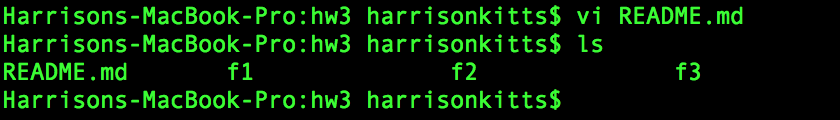 Harrisons-MacBook-Pro:hw3 harrisonkitts$ vi README.md
Harrisons-MacBook-Pro:hw3 harrisonkitts$ ls
README.md       f1              f2              f3
Harrisons-MacBook-Pro:hw3 harrisonkitts$